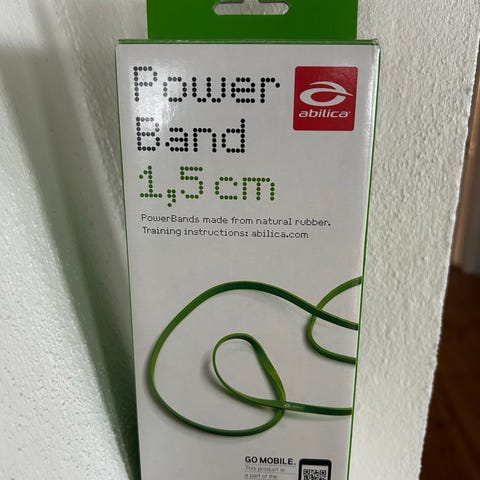 Power
Band
1,5 cm
abilica
PowerBands made from natural rubber.
Training instructions: abilica.com
GO MOBILE.
This product is
a part of the